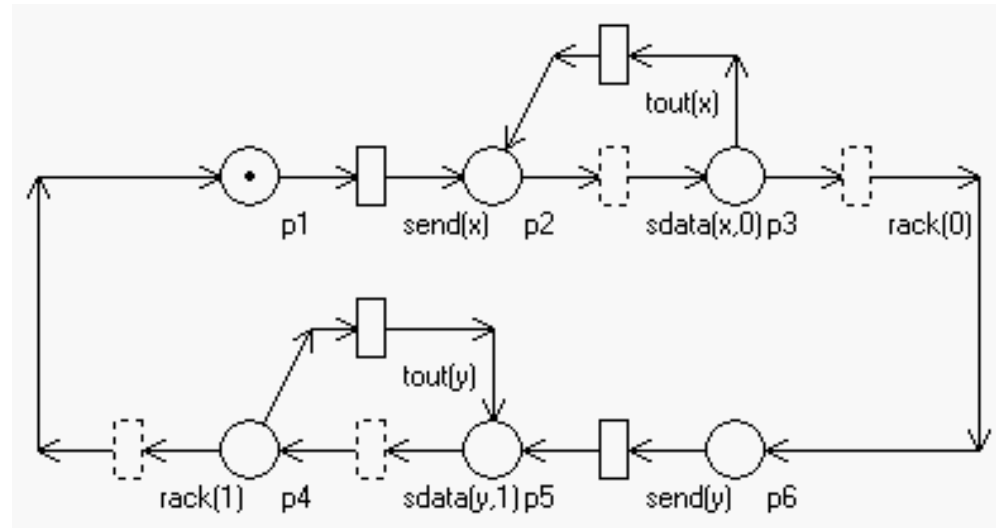 tout(x)
p1 send(x) p2 sdata(x,0) p3 rack(0)
tout(y)
rack(1) p4 sdata(y,1) p5 send(y) p6